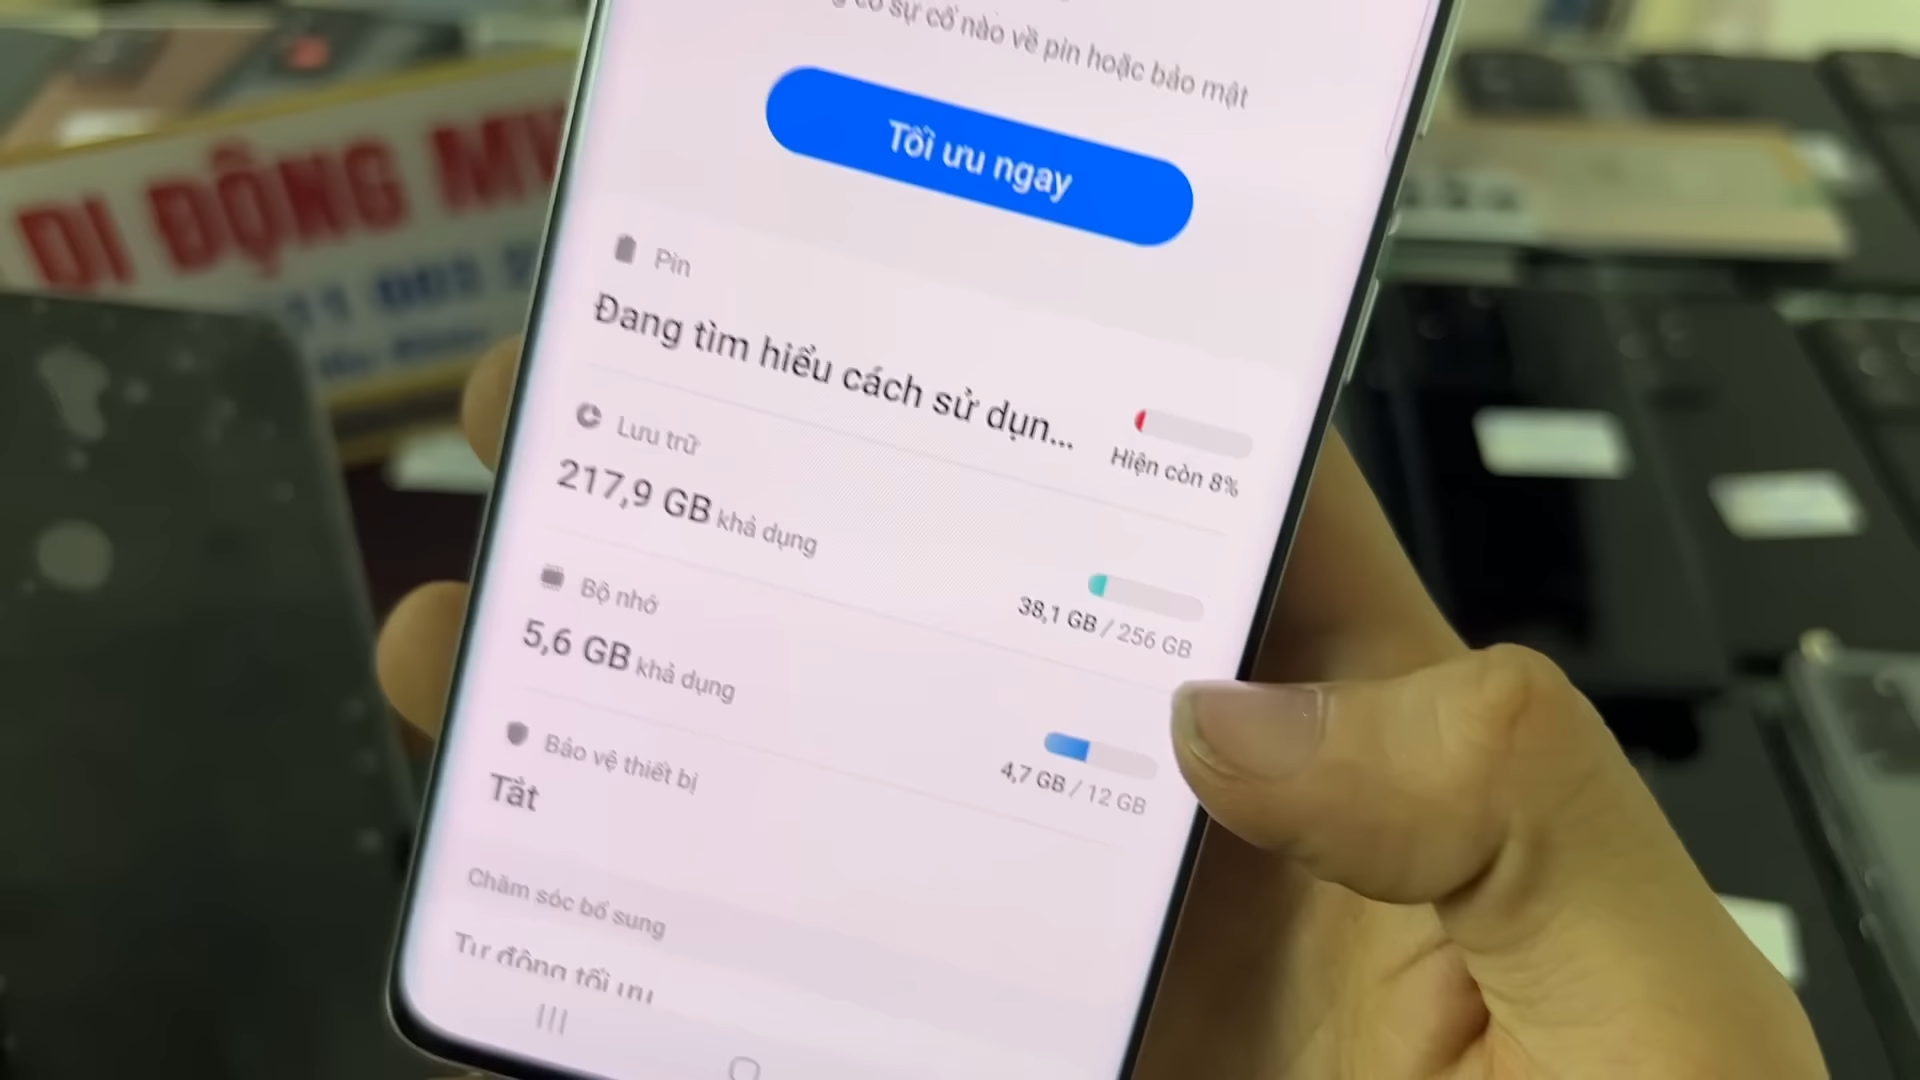 sự cố nào về pin hoặc bảo mật
Tối ưu ngay
Pin
Đang tìm hiểu cách sử dụn...
Hiện còn 8%
Lưu trữ
217,9 GB khả dụng
38,1 GB / 256 GB
Bộ nhớ
5,6 GB khả dụng
4,7 GB / 12 GB
Bảo vệ thiết bị
Tắt
Chăm sóc bổ sung
Tự động tối ưu
DI ĐỘNG